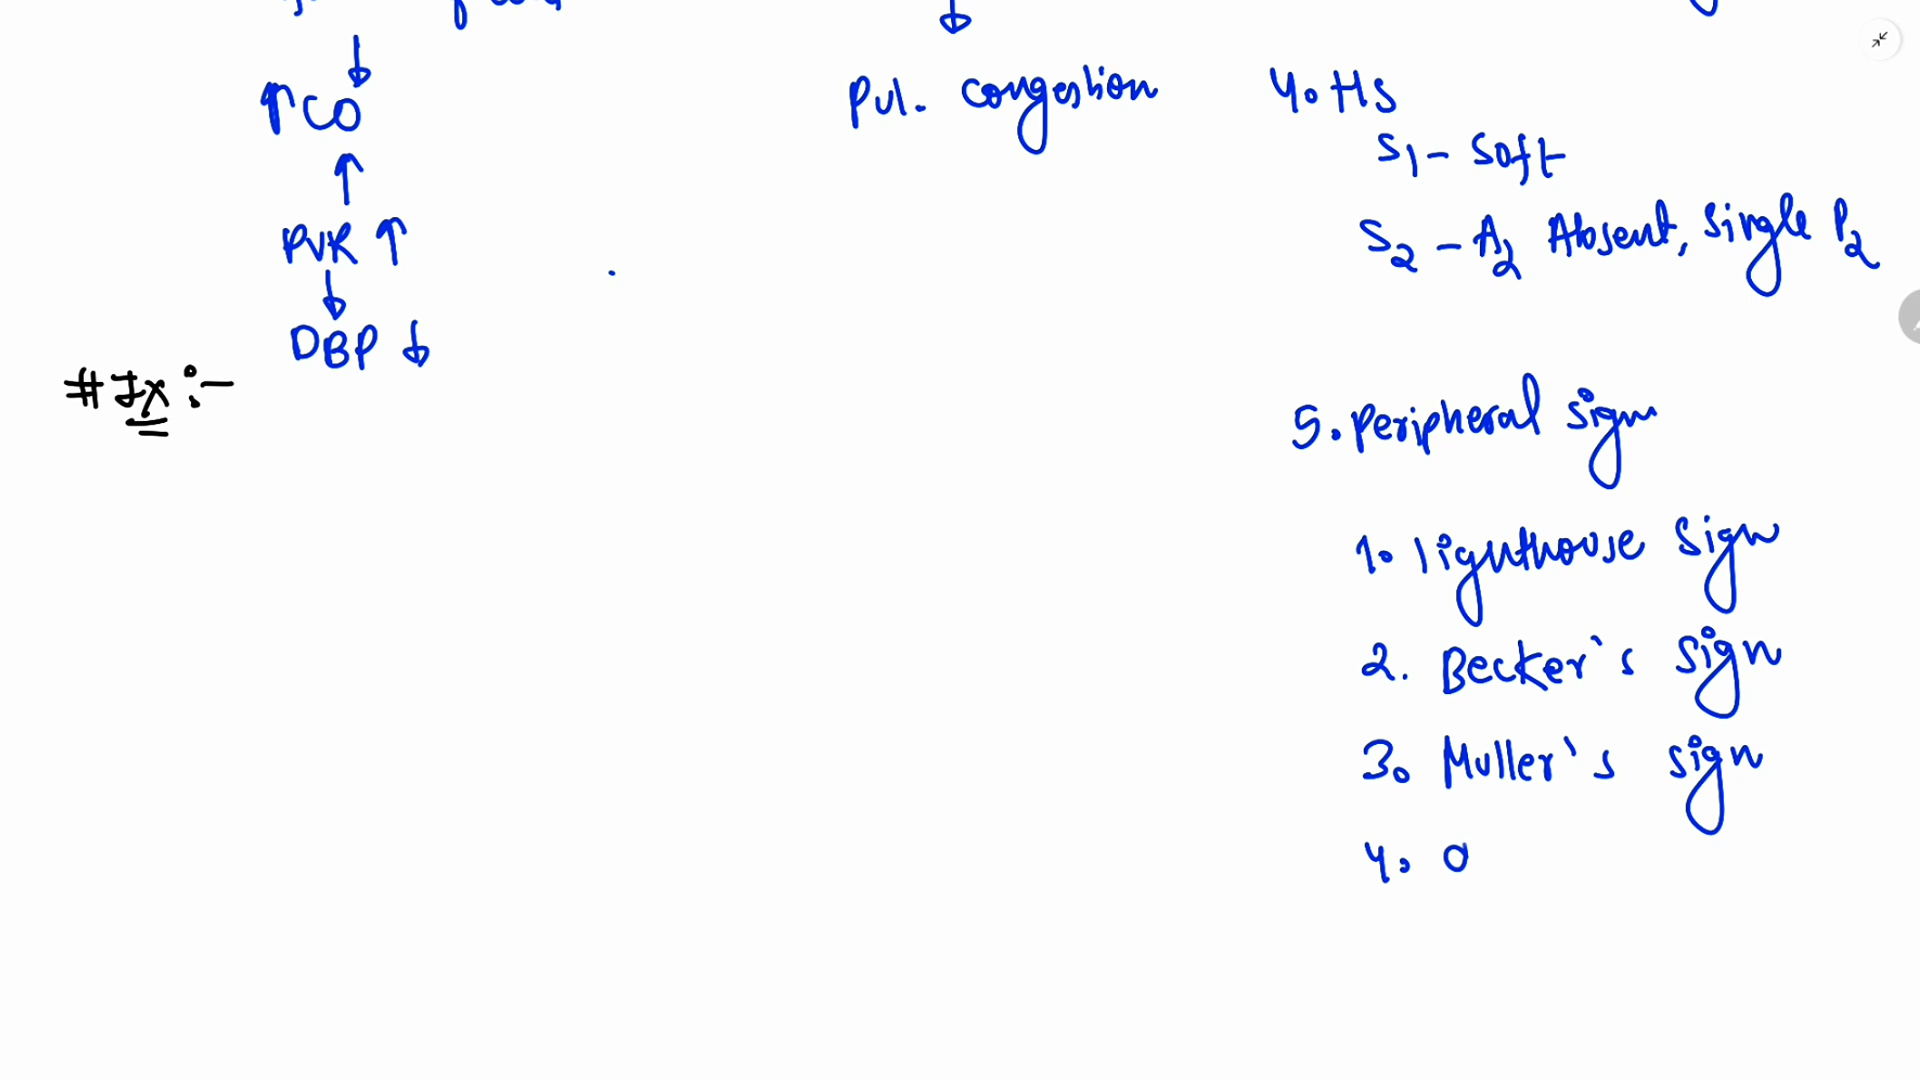 ↓
↑CO
↑
PVR ↑
↓
DBP ↓
# Ix :-
↓
Pul. congestion
4. HS
S1 - Soft
S2 - A2 Absent, Single P2
5. Peripheral sign
1. lighthouse Sign
2. Becker's Sign
3. Muller's sign
4.